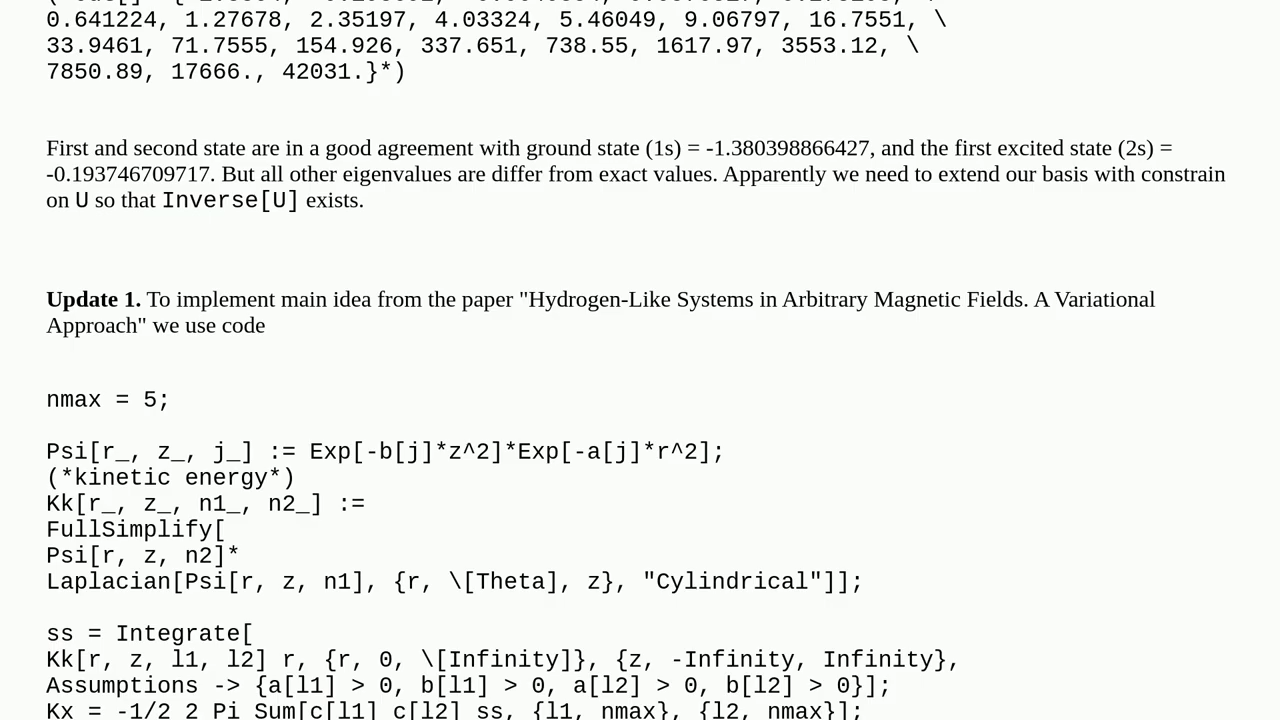 0.641224, 1.27678, 2.35197, 4.03324, 5.46049, 9.06797, 16.7551, \
33.9461, 71.7555, 154.926, 337.651, 738.55, 1617.97, 3553.12, \
7850.89, 17666., 42031.}*)
First and second state are in a good agreement with ground state (1s) = -1.380398866427, and the first excited state (2s) =
-0.193746709717. But all other eigenvalues are differ from exact values. Apparently we need to extend our basis with constrain
on U so that Inverse[U] exists.
Update 1. To implement main idea from the paper "Hydrogen-Like Systems in Arbitrary Magnetic Fields. A Variational
Approach" we use code
nmax = 5;
Psi[r_, z_, j_] := Exp[-b[j]*z^2]*Exp[-a[j]*r^2];
(*kinetic energy*)
Kk[r_, z_, n1_, n2_] :=
FullSimplify[
Psi[r, z, n2]*
Laplacian[Psi[r, z, n1], {r, \[Theta], z}, "Cylindrical"]];
ss = Integrate[
Kk[r, z, l1, l2] r, {r, 0, \[Infinity]}, {z, -Infinity, Infinity},
Assumptions -> {a[l1] > 0, b[l1] > 0, a[l2] > 0, b[l2] > 0}];
Kx = -1/2 2 Pi Sum[c[l1] c[l2] ss, {l1, nmax}, {l2, nmax}];